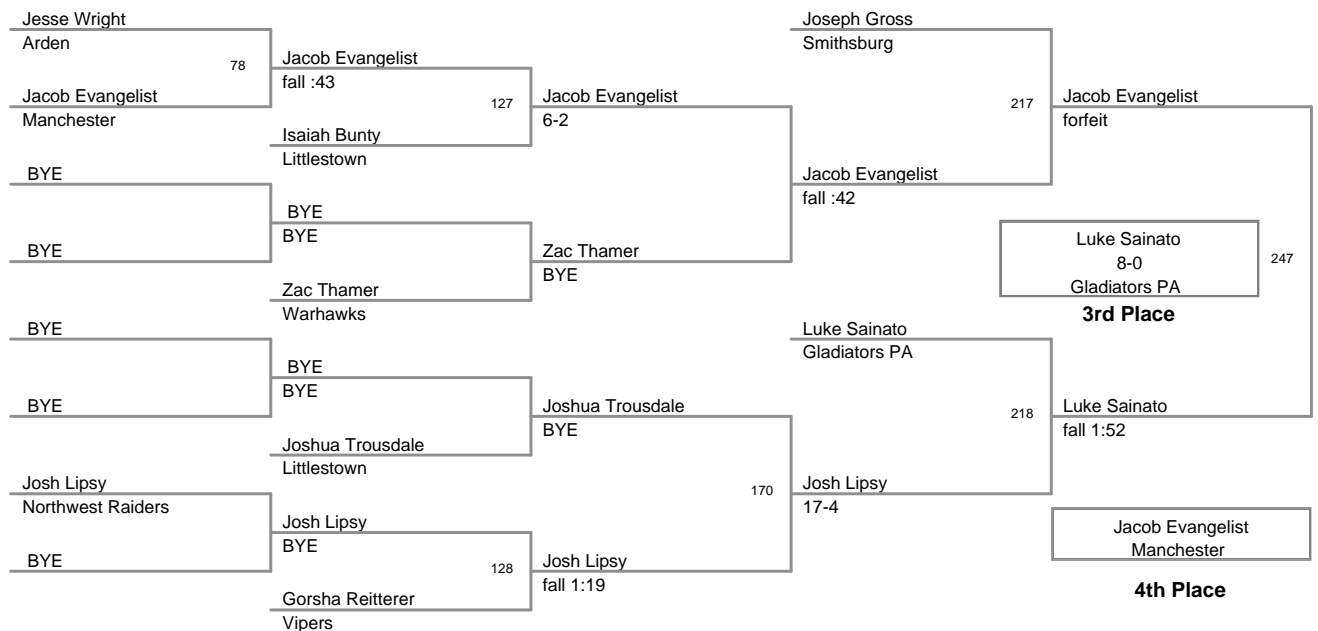 Jesse Wright
Arden
78
Jacob Evangelist
Manchester
BYE
BYE
BYE
BYE
Josh Lipsy
Northwest Raiders
BYE
Jacob Evangelist
fall :43
127
Isaiah Bunty
Littlestown
BYE
BYE
Zac Thamer
Warhawks
BYE
BYE
Joshua Trousdale
Littlestown
Josh Lipsy
BYE
128
Gorsha Reitterer
Vipers
Jacob Evangelist
6-2
Zac Thamer
BYE
Joshua Trousdale
BYE
170
Josh Lipsy
fall 1:19
Joseph Gross
Smithsburg
217
Jacob Evangelist
fall :42
Luke Sainato
Gladiators PA
218
Josh Lipsy
17-4
Jacob Evangelist
forfeit
Luke Sainato
8-0
Gladiators PA
247
3rd Place
Luke Sainato
fall 1:52
Jacob Evangelist
Manchester
4th Place